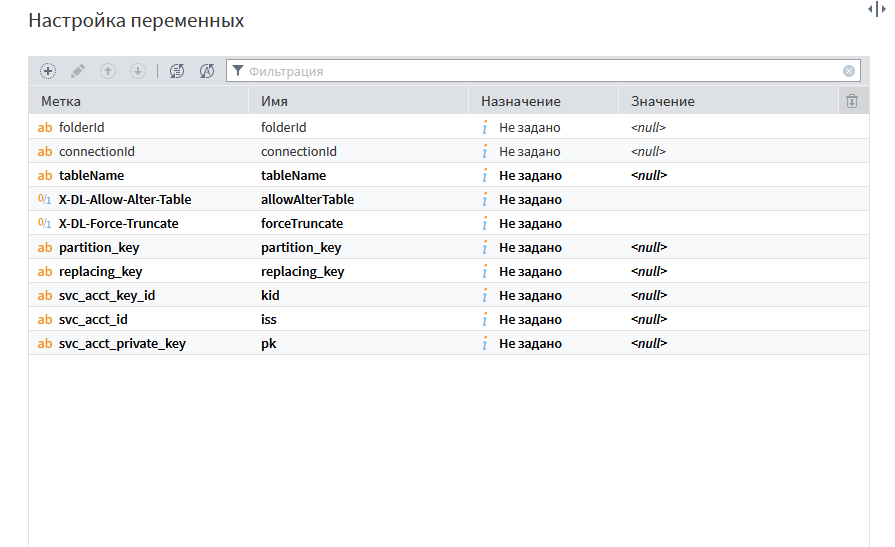 Настройка переменных
Фильтрация
Метка Имя Назначение Значение
ab folderId folderId i Не задано <null>
ab connectionId connectionId i Не задано <null>
ab tableName tableName i Не задано <null>
0/1 X-DL-Allow-Alter-Table allowAlterTable i Не задано
0/1 X-DL-Force-Truncate forceTruncate i Не задано
ab partition_key partition_key i Не задано <null>
ab replacing_key replacing_key i Не задано <null>
ab svc_acct_key_id kid i Не задано <null>
ab svc_acct_id iss i Не задано <null>
ab svc_acct_private_key pk i Не задано <null>